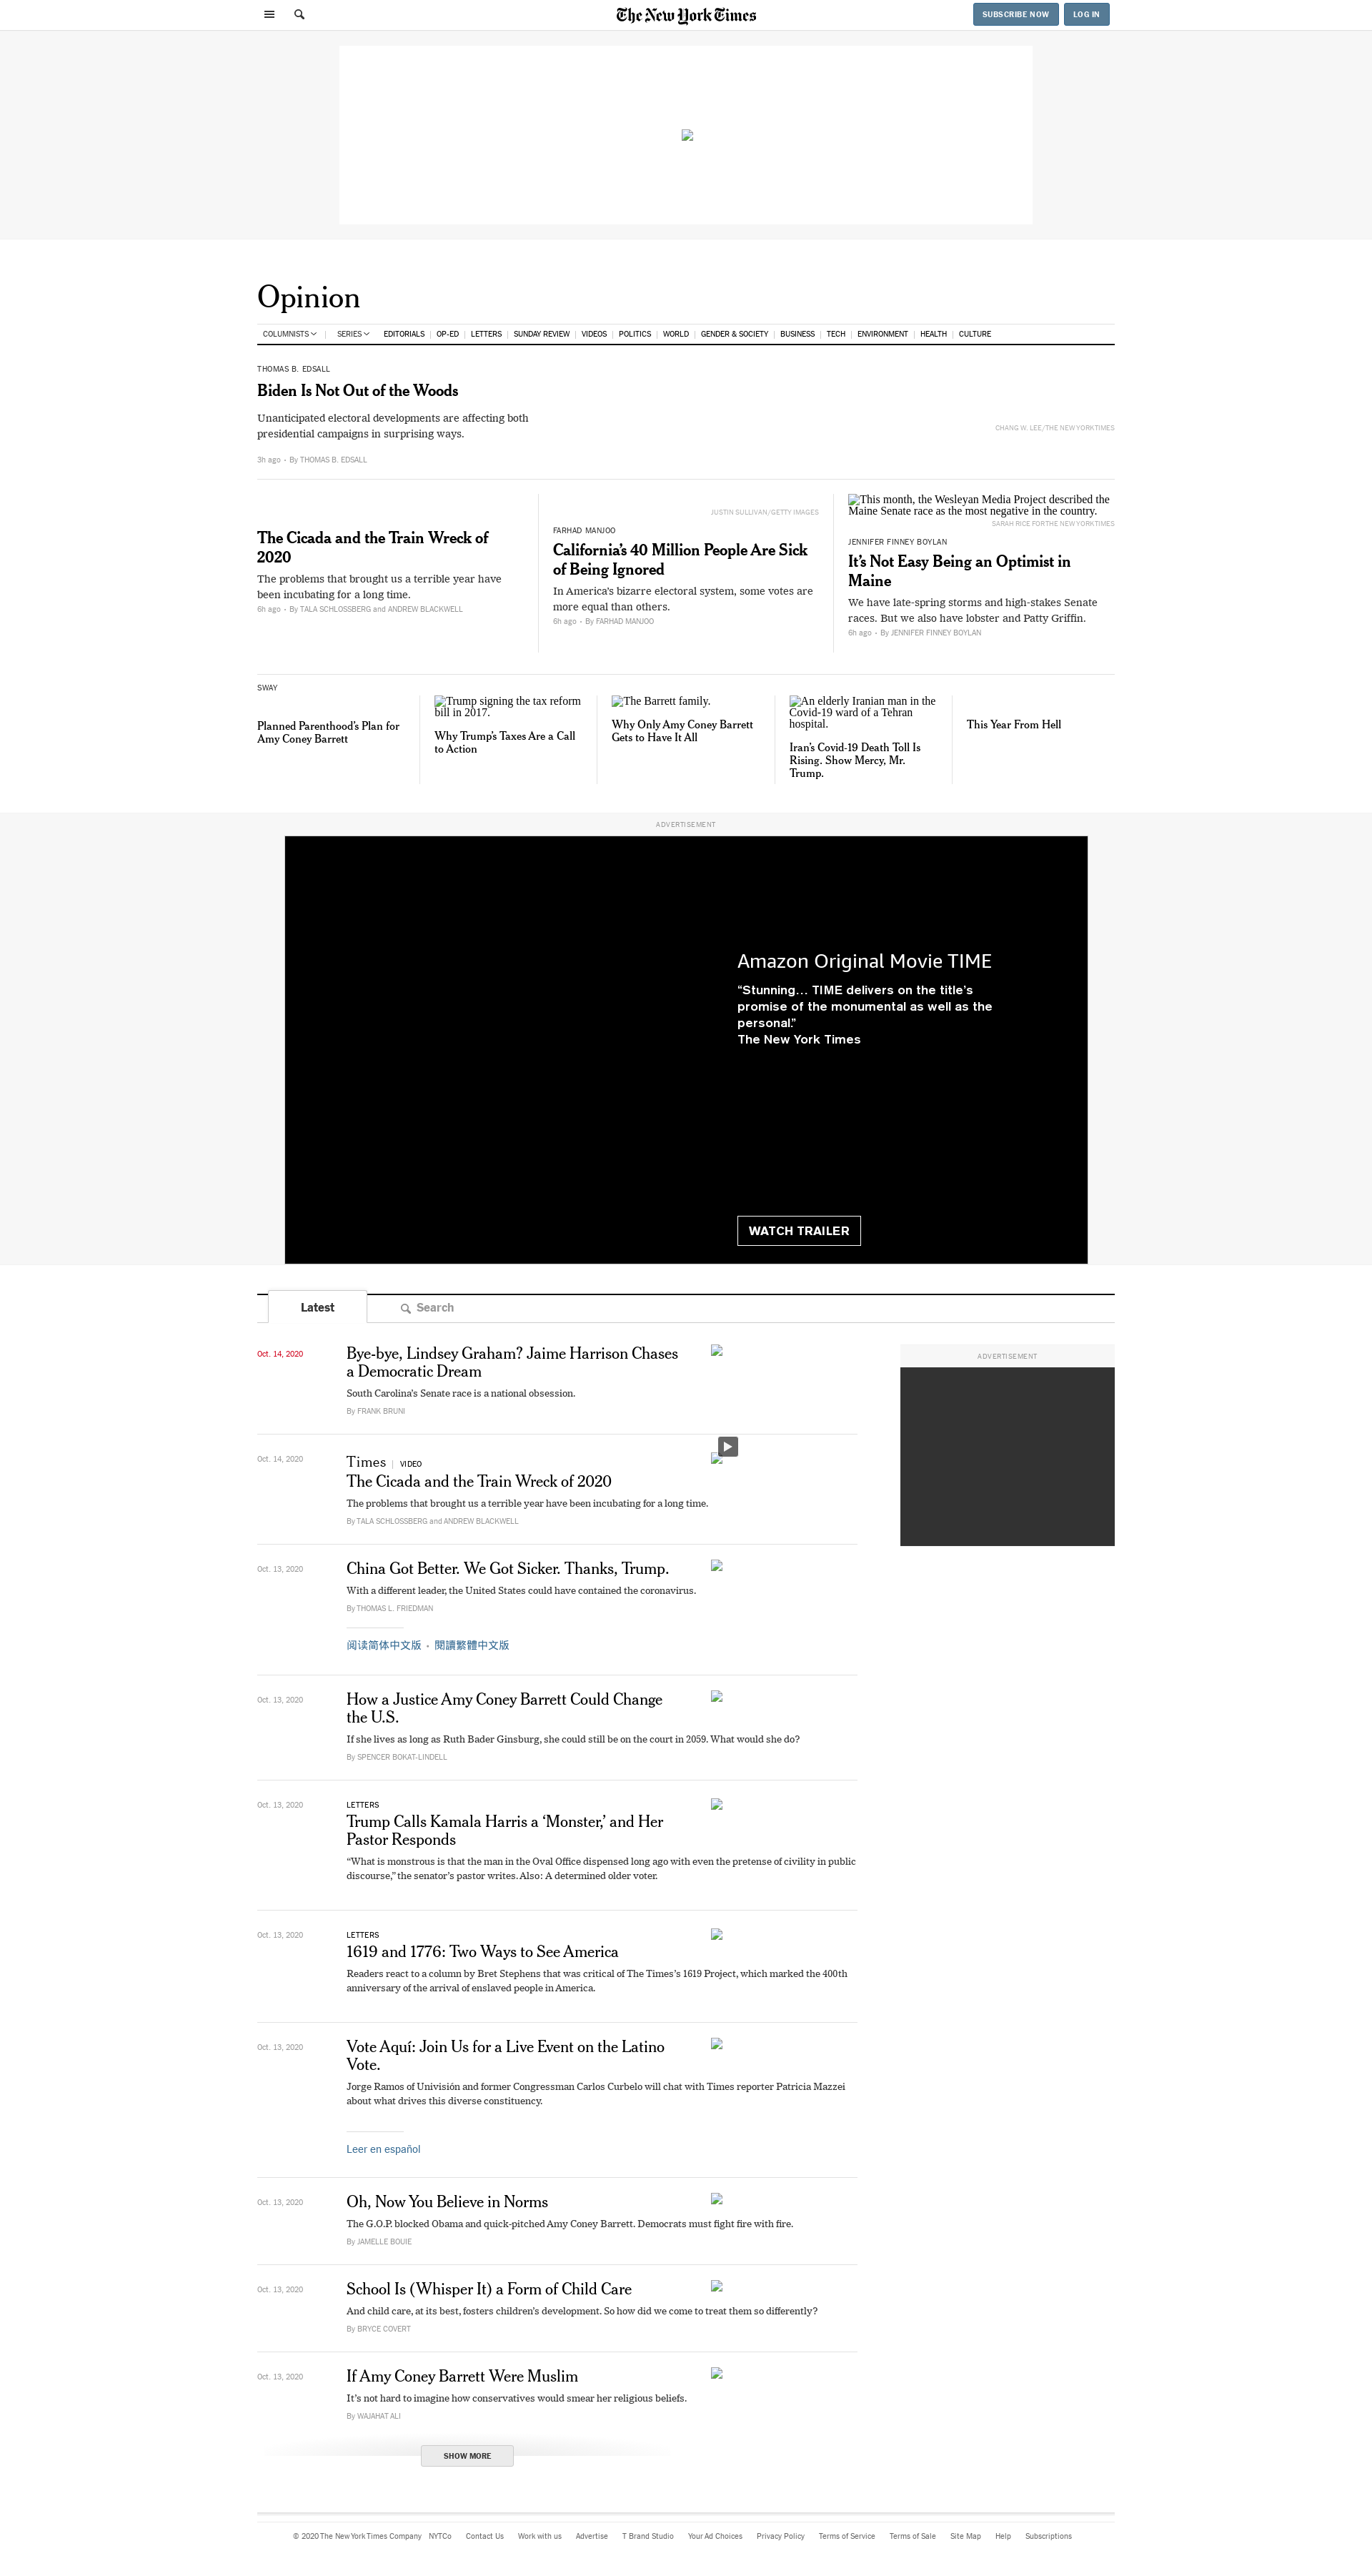 The New York Times
SUBSCRIBE NOW
LOG IN
Opinion
COLUMNISTS
SERIES
EDITORIALS
OP-ED
LETTERS
SUNDAY REVIEW
VIDEOS
POLITICS
WORLD
GENDER & SOCIETY
BUSINESS
TECH
ENVIRONMENT
HEALTH
CULTURE
THOMAS B. EDSALL
Biden Is Not Out of the Woods
Unanticipated electoral developments are affecting both
presidential campaigns in surprising ways.
3h ago • By THOMAS B. EDSALL
CHANG W. LEE/THE NEW YORK TIMES
The Cicada and the Train Wreck of
2020
The problems that brought us a terrible year have
been incubating for a long time.
6h ago • By TALA SCHLOSSBERG and ANDREW BLACKWELL
JUSTIN SULLIVAN/GETTY IMAGES
FARHAD MANJOO
California’s 40 Million People Are Sick
of Being Ignored
In America’s bizarre electoral system, some votes are
more equal than others.
6h ago • By FARHAD MANJOO
This month, the Wesleyan Media Project described the
Maine Senate race as the most negative in the country.
SARAH RICE FOR THE NEW YORK TIMES
JENNIFER FINNEY BOYLAN
It’s Not Easy Being an Optimist in
Maine
We have late-spring storms and high-stakes Senate
races. But we also have lobster and Patty Griffin.
6h ago • By JENNIFER FINNEY BOYLAN
SWAY
Planned Parenthood’s Plan for
Amy Coney Barrett
Trump signing the tax reform
bill in 2017.
Why Trump’s Taxes Are a Call
to Action
The Barrett family.
Why Only Amy Coney Barrett
Gets to Have It All
An elderly Iranian man in the
Covid-19 ward of a Tehran
hospital.
Iran’s Covid-19 Death Toll Is
Rising. Show Mercy, Mr.
Trump.
This Year From Hell
ADVERTISEMENT
Amazon Original Movie TIME
“Stunning… TIME delivers on the title’s
promise of the monumental as well as the
personal.”
The New York Times
WATCH TRAILER
Latest
Search
Oct. 14, 2020
Bye-bye, Lindsey Graham? Jaime Harrison Chases
a Democratic Dream
South Carolina’s Senate race is a national obsession.
By FRANK BRUNI
ADVERTISEMENT
Oct. 14, 2020
Times | VIDEO
The Cicada and the Train Wreck of 2020
The problems that brought us a terrible year have been incubating for a long time.
By TALA SCHLOSSBERG and ANDREW BLACKWELL
Oct. 13, 2020
China Got Better. We Got Sicker. Thanks, Trump.
With a different leader, the United States could have contained the coronavirus.
By THOMAS L. FRIEDMAN
阅读简体中文版 • 閱讀繁體中文版
Oct. 13, 2020
How a Justice Amy Coney Barrett Could Change
the U.S.
If she lives as long as Ruth Bader Ginsburg, she could still be on the court in 2059. What would she do?
By SPENCER BOKAT-LINDELL
Oct. 13, 2020
LETTERS
Trump Calls Kamala Harris a ‘Monster,’ and Her
Pastor Responds
“What is monstrous is that the man in the Oval Office dispensed long ago with even the pretense of civility in public
discourse,” the senator’s pastor writes. Also: A determined older voter.
Oct. 13, 2020
LETTERS
1619 and 1776: Two Ways to See America
Readers react to a column by Bret Stephens that was critical of The Times’s 1619 Project, which marked the 400th
anniversary of the arrival of enslaved people in America.
Oct. 13, 2020
Vote Aquí: Join Us for a Live Event on the Latino
Vote.
Jorge Ramos of Univisión and former Congressman Carlos Curbelo will chat with Times reporter Patricia Mazzei
about what drives this diverse constituency.
Leer en español
Oct. 13, 2020
Oh, Now You Believe in Norms
The G.O.P. blocked Obama and quick-pitched Amy Coney Barrett. Democrats must fight fire with fire.
By JAMELLE BOUIE
Oct. 13, 2020
School Is (Whisper It) a Form of Child Care
And child care, at its best, fosters children’s development. So how did we come to treat them so differently?
By BRYCE COVERT
Oct. 13, 2020
If Amy Coney Barrett Were Muslim
It’s not hard to imagine how conservatives would smear her religious beliefs.
By WAJAHAT ALI
SHOW MORE
© 2020 The New York Times Company
NYTCo
Contact Us
Work with us
Advertise
T Brand Studio
Your Ad Choices
Privacy Policy
Terms of Service
Terms of Sale
Site Map
Help
Subscriptions